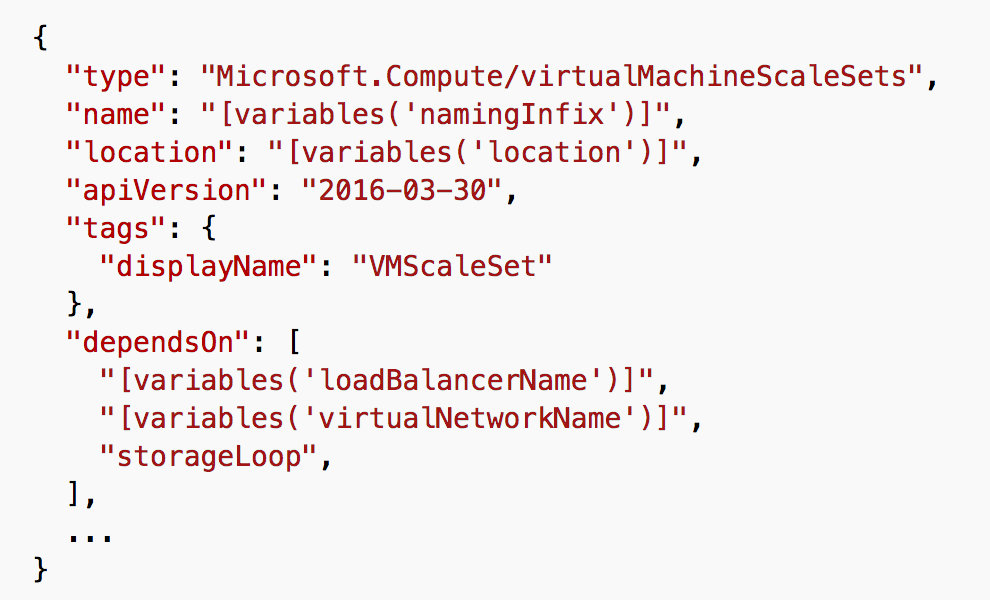 {
  "type": "Microsoft.Compute/virtualMachineScaleSets",
  "name": "[variables('namingInfix')]",
  "location": "[variables('location')]",
  "apiVersion": "2016-03-30",
  "tags": {
    "displayName": "VMScaleSet"
  },
  "dependsOn": [
    "[variables('loadBalancerName')]",
    "[variables('virtualNetworkName')]",
    "storageLoop",
  ],
  ...
}